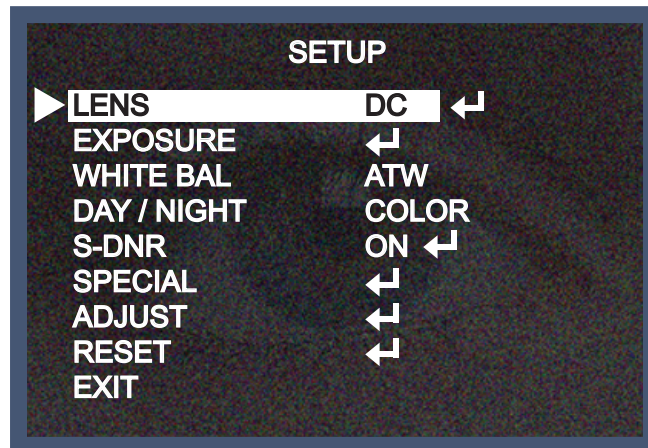 SETUP
LENS DC ↵
EXPOSURE ↵
WHITE BAL ATW
DAY / NIGHT COLOR
S-DNR ON ↵
SPECIAL ↵
ADJUST ↵
RESET ↵
EXIT